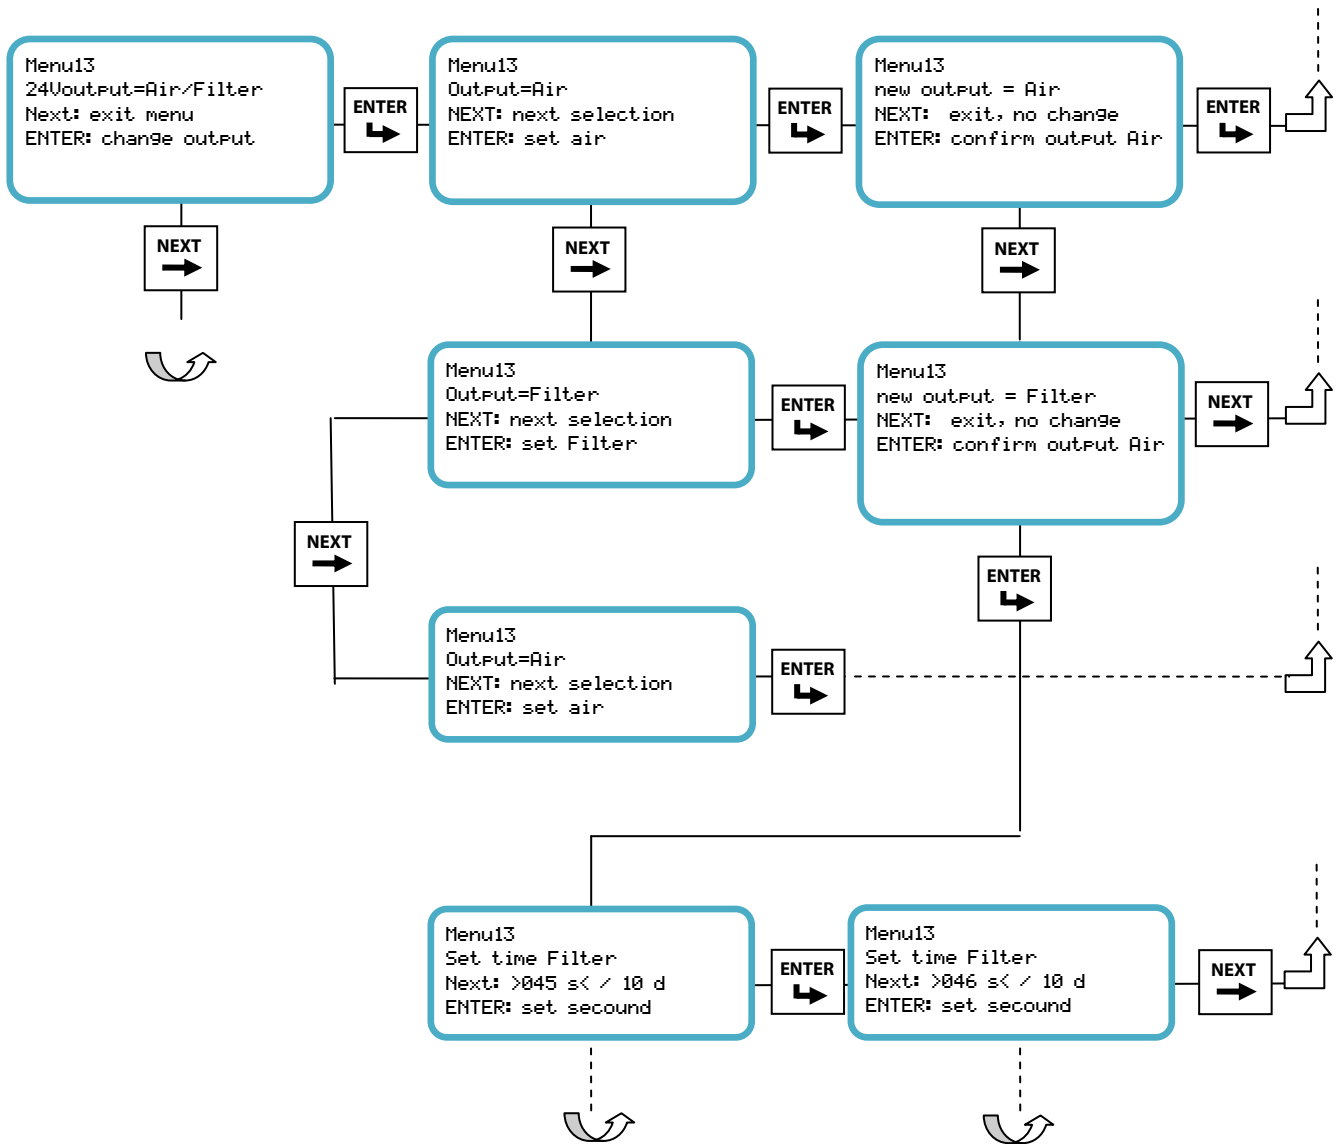 Menu13
24Voutput=Air/Filter
Next: exit menu
ENTER: change output
ENTER
Menu13
Output=Air
NEXT: next selection
ENTER: set air
ENTER
Menu13
new output = Air
NEXT: exit, no change
ENTER: confirm output Air
ENTER
NEXT
NEXT
NEXT
Menu13
Output=Filter
NEXT: next selection
ENTER: set Filter
ENTER
Menu13
new output = Filter
NEXT: exit, no change
ENTER: confirm output Air
NEXT
NEXT
ENTER
Menu13
Output=Air
NEXT: next selection
ENTER: set air
ENTER
Menu13
Set time Filter
Next: >045 s< / 10 d
ENTER: set secound
ENTER
Menu13
Set time Filter
Next: >046 s< / 10 d
ENTER: set secound
NEXT